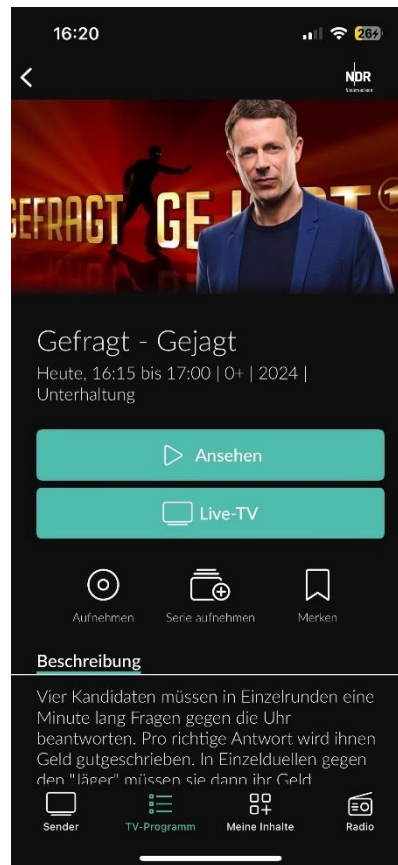 16:20
26
NDR
GEFRAGT GEJAGT
Gefragt - Gejagt
Heute, 16:15 bis 17:00 | 0+ | 2024 |
Unterhaltung
Ansehen
Live-TV
Aufnehmen Serie aufnehmen Merken
Beschreibung
Vier Kandidaten müssen in Einzelrunden eine
Minute lang Fragen gegen die Uhr
beantworten. Pro richtige Antwort wird ihnen
Geld gutgeschrieben. In Einzelduellen gegen
den "Jäger" müssen sie dann ihr Geld
Sender TV-Programm Meine Inhalte Radio